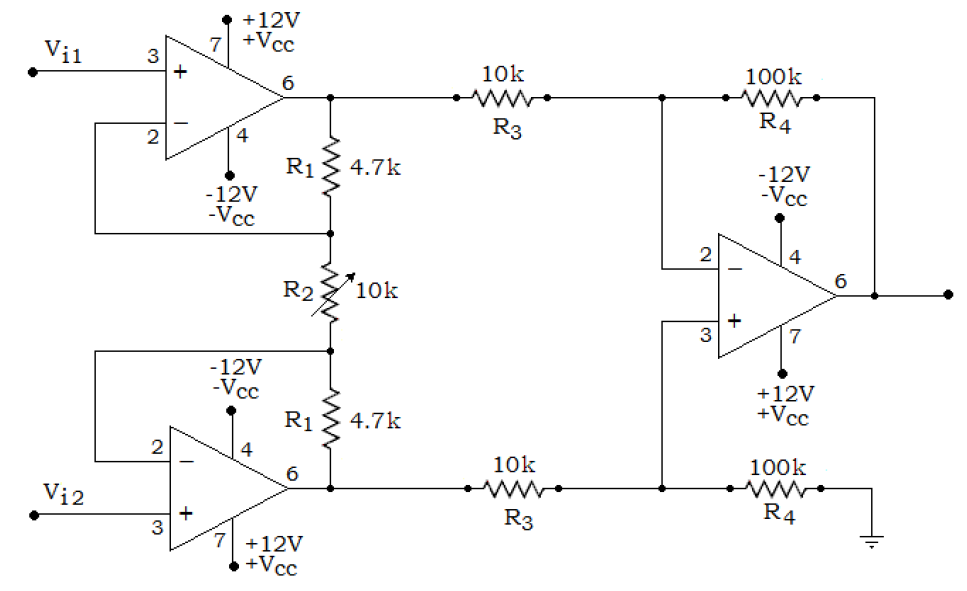 +12V
+Vcc
Vi1
7
3
+
6
10k
R3
100k
R4
−
2
4
R1
4.7k
-12V
-Vcc
-12V
-Vcc
2
−
4
6
R2
10k
+
3
7
-12V
-Vcc
+12V
+Vcc
R1
4.7k
2
−
4
6
10k
R3
100k
R4
Vi2
3
+
7
+12V
+Vcc